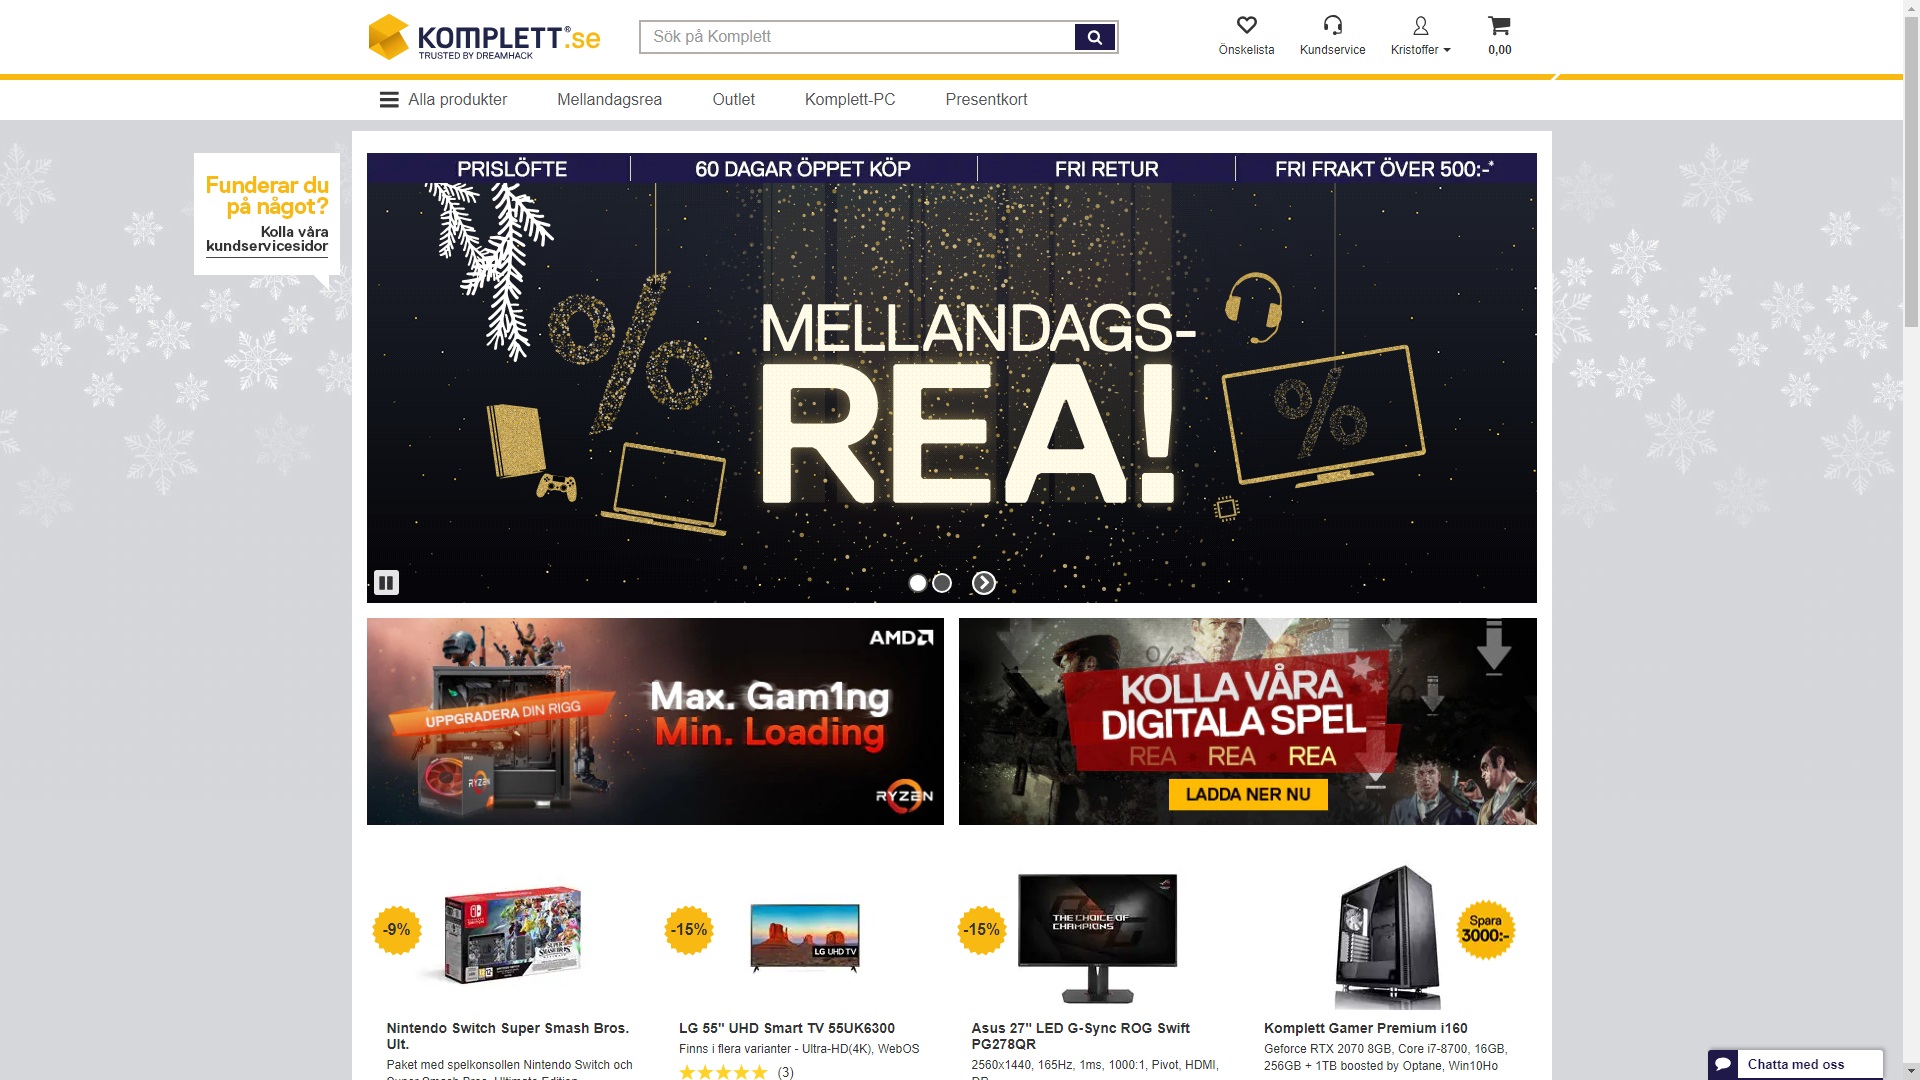 KOMPLETT®.se
TRUSTED BY DREAMHACK
Sök på Komplett
Önskelista
Kundservice
Kristoffer
0,00
Alla produkter
Mellandagsrea
Outlet
Komplett-PC
Presentkort
Funderar du
på något?
Kolla våra
kundservicesidor
PRISLÖFTE
60 DAGAR ÖPPET KÖP
FRI RETUR
FRI FRAKT ÖVER 500:-*
MELLANDAGS-
REA!
AMD
UPPGRADERA DIN RIGG
Max. Gam1ng
Min. Loading
RYZEN
RYZEN
KOLLA VÅRA
DIGITALA SPEL
REA REA REA
LADDA NER NU
-9%
-15%
LG UHD TV
-15%
THE CHOICE OF
CHAMPIONS
Spara
3000:-
Nintendo Switch Super Smash Bros.
Ult.
Paket med spelkonsollen Nintendo Switch och
Super Smash Bros. Ultimate Edition
LG 55" UHD Smart TV 55UK6300
Finns i flera varianter - Ultra-HD(4K), WebOS
(3)
Asus 27" LED G-Sync ROG Swift
PG278QR
2560x1440, 165Hz, 1ms, 1000:1, Pivot, HDMI,
Komplett Gamer Premium i160
Geforce RTX 2070 8GB, Core i7-8700, 16GB,
256GB + 1TB boosted by Optane, Win10Ho
Chatta med oss